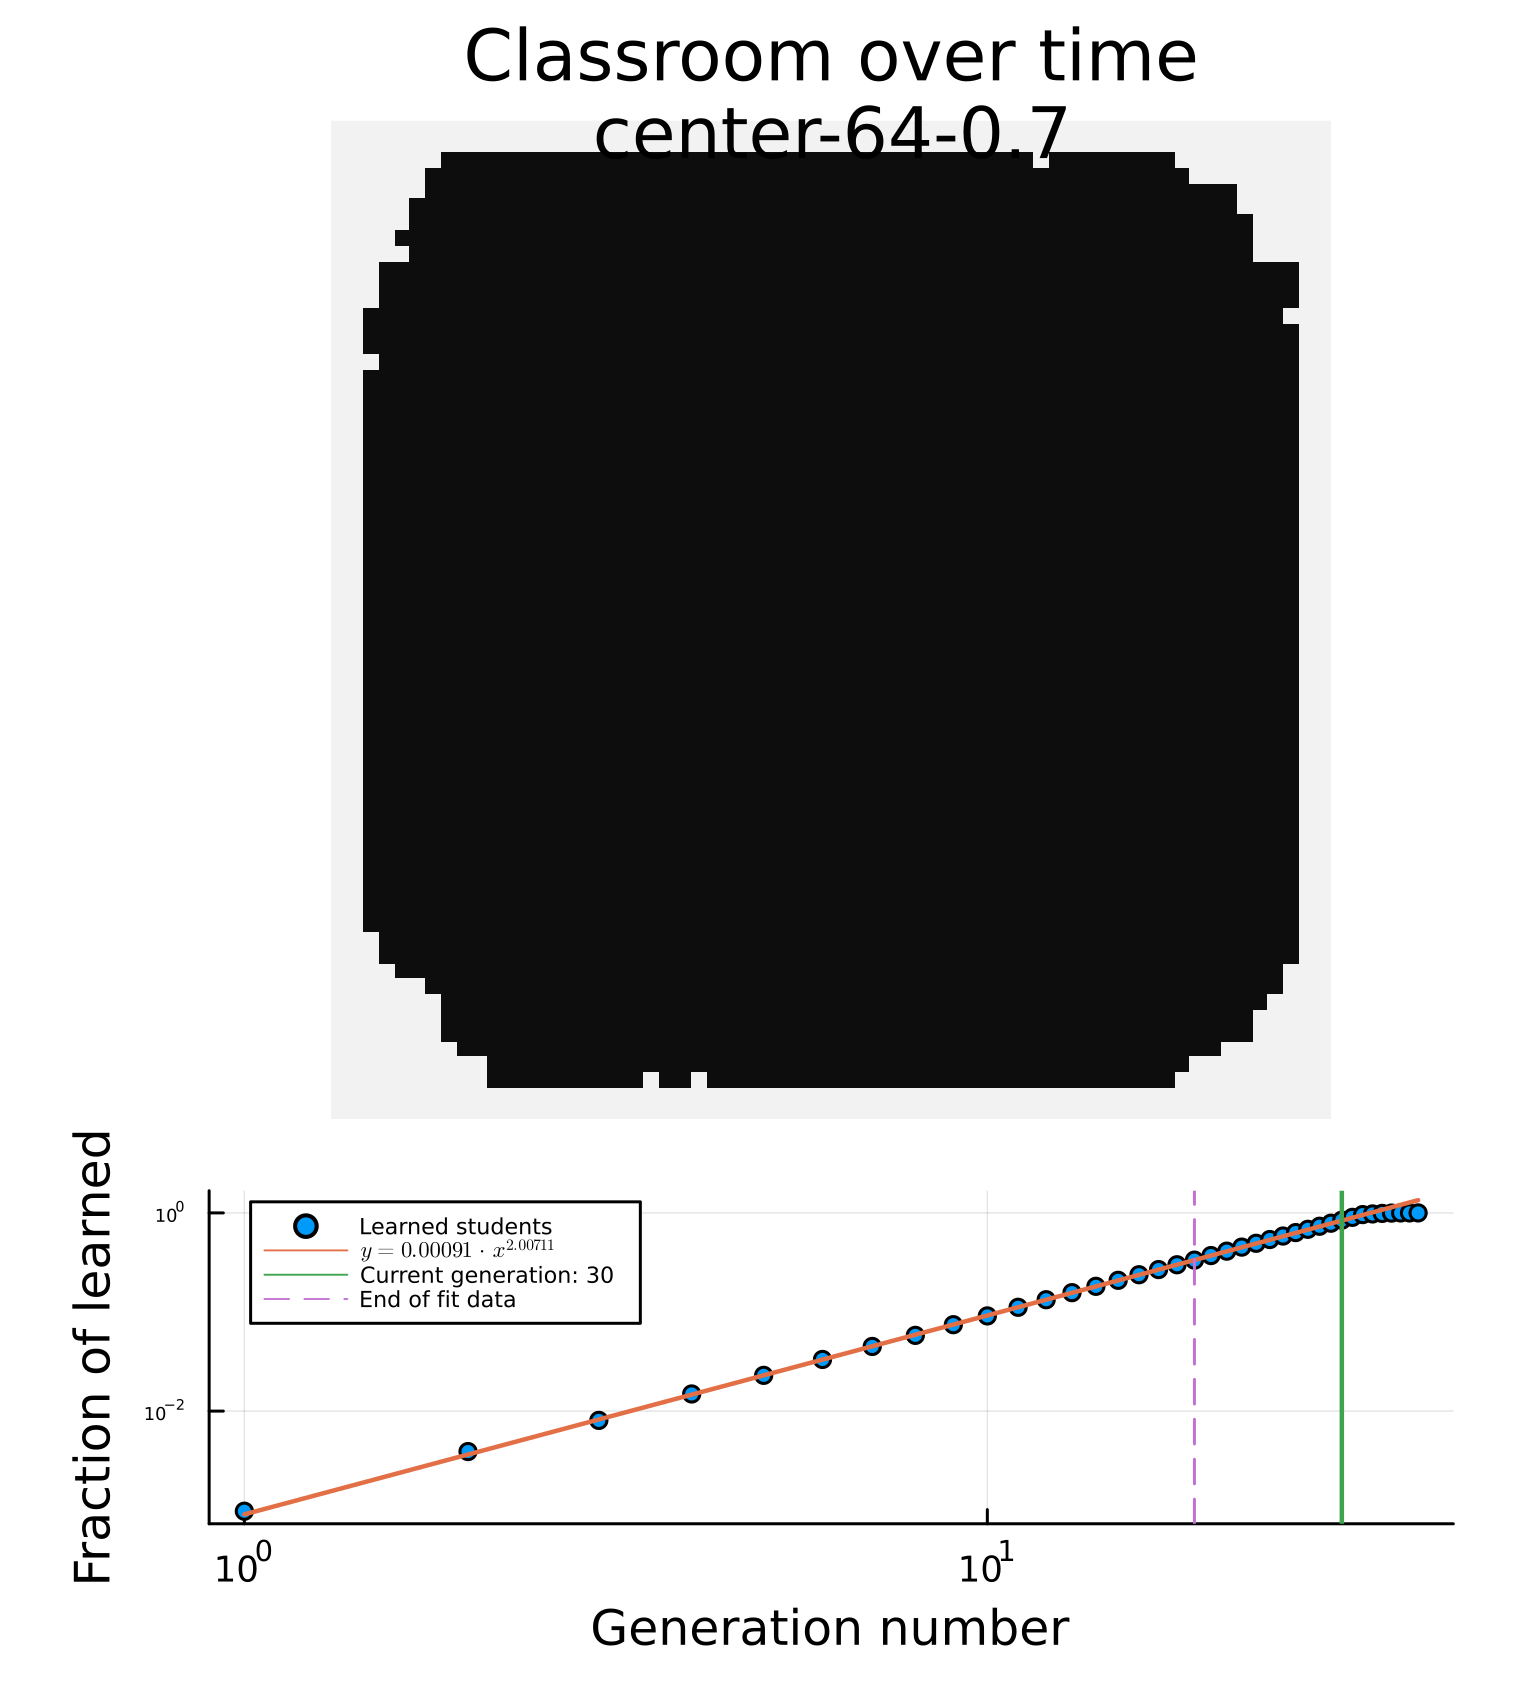 Classroom over time
center-64-0.7
Fraction of learned
10⁰
10⁻²
Learned students
y = 0.00091 · x^2.00711
Current generation: 30
End of fit data
10⁰
10¹
Generation number